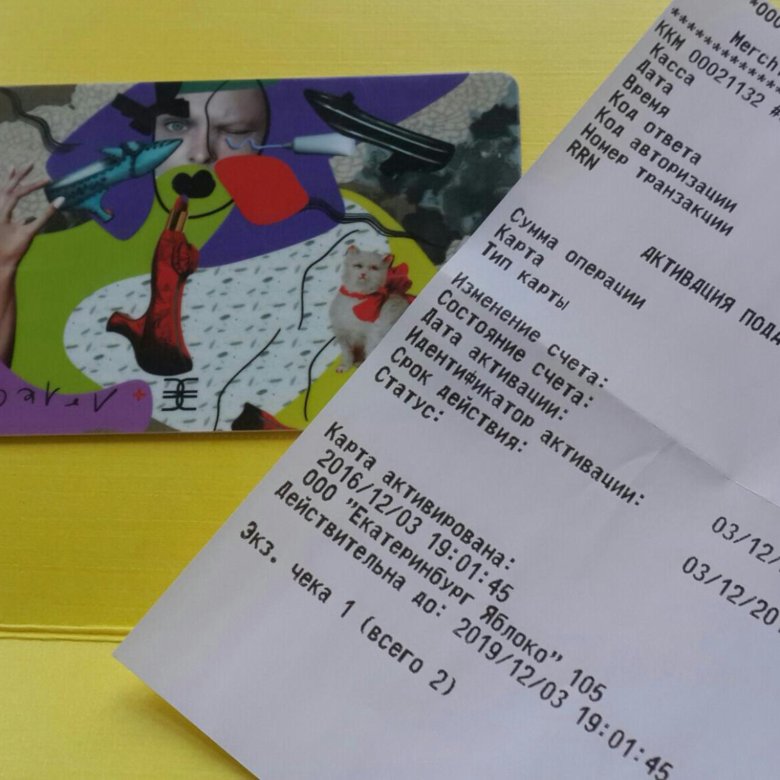 *000
Merch
ККМ 00021132 #
Касса
Дата
Время
Код ответа
Код авторизации
Номер транзакции
RRN
АКТИВАЦИЯ ПОДА
Сумма операции
Карта
Тип карты
Изменение счета:
Состояние счета:
Дата активации:
Идентификатор активации:
Срок действия: 03/12/
Статус: 03/12/20
Карта активирована:
2016/12/03 19:01:45
ООО "Екатеринбург Яблоко" 105
действительна до: 2019/12/03 19:01:45
Экз. чека 1 (всего 2)